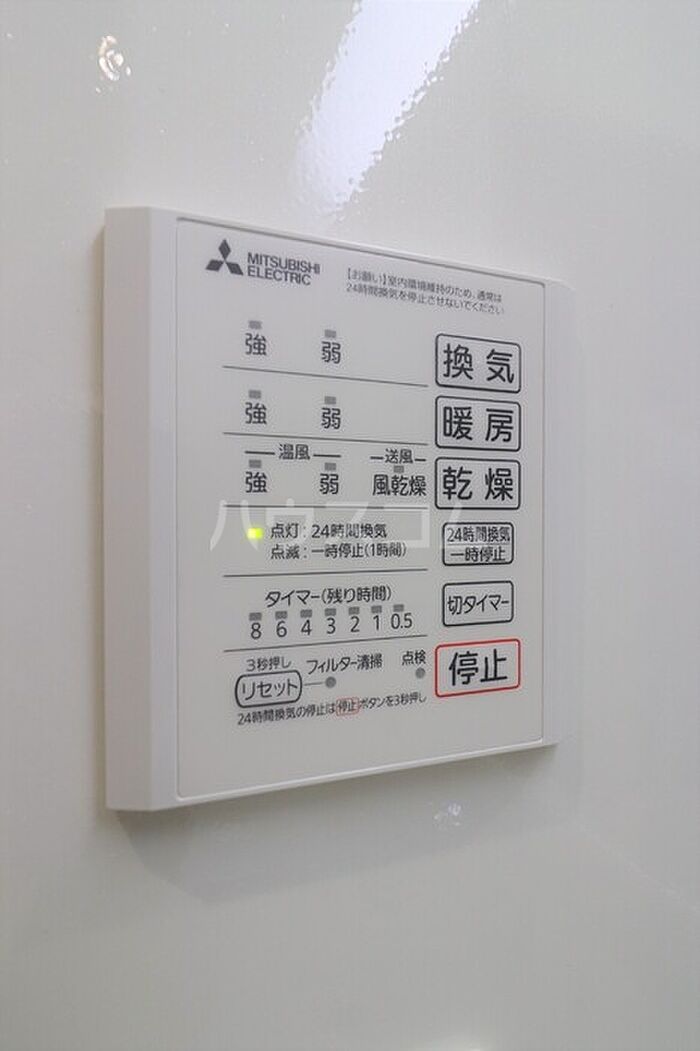 MITSUBISHI
ELECTRIC
【お願い】室内環境維持のため、通常は
24時間換気を停止させないでください
強 弱 換気
強 弱 暖房
温風 送風
強 弱 風乾燥 乾燥
点灯：24時間換気
点滅：一時停止(1時間)
24時間換気
一時停止
タイマー(残り時間)
8 6 4 3 2 1 0.5
切タイマー
3秒押し
リセット フィルター清掃 点検
停止
24時間換気の停止は停止ボタンを3秒押し
ハウスコム